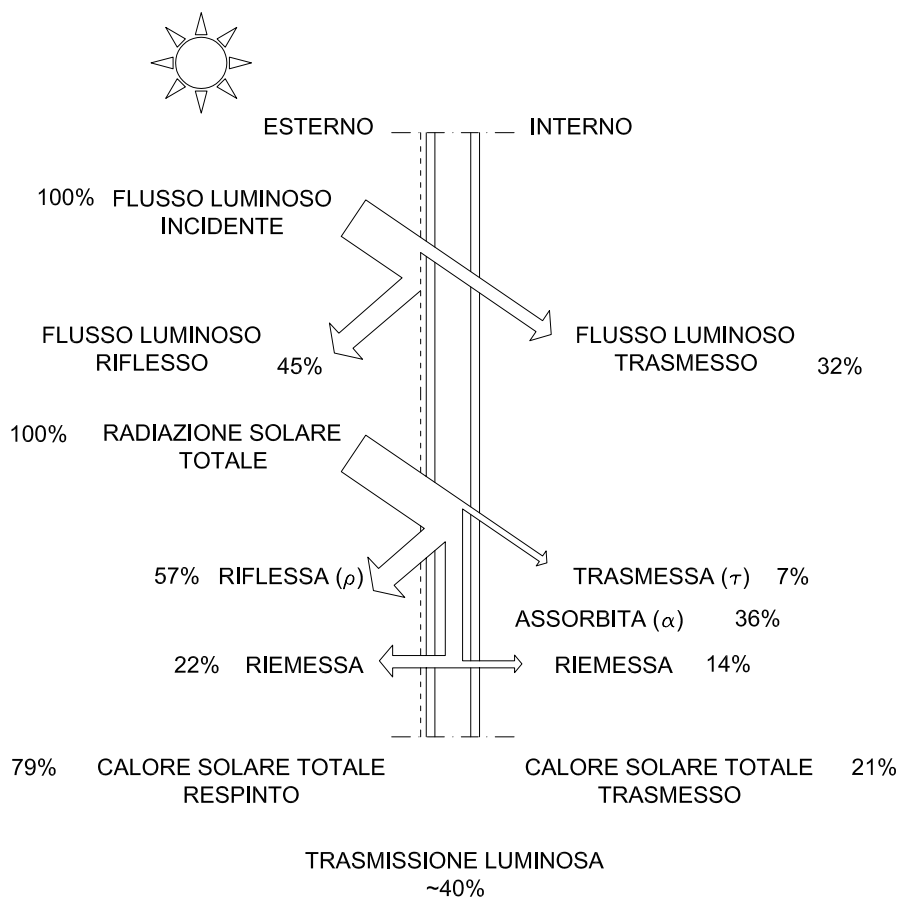 ESTERNO INTERNO
100% FLUSSO LUMINOSO
INCIDENTE
FLUSSO LUMINOSO
RIFLESSO 45%
FLUSSO LUMINOSO
TRASMESSO 32%
100% RADIAZIONE SOLARE
TOTALE
57% RIFLESSA (ρ)
TRASMESSA (τ) 7%
ASSORBITA (α) 36%
22% RIEMESSA
RIEMESSA 14%
79% CALORE SOLARE TOTALE
RESPINTO
CALORE SOLARE TOTALE 21%
TRASMESSO
TRASMISSIONE LUMINOSA
~40%